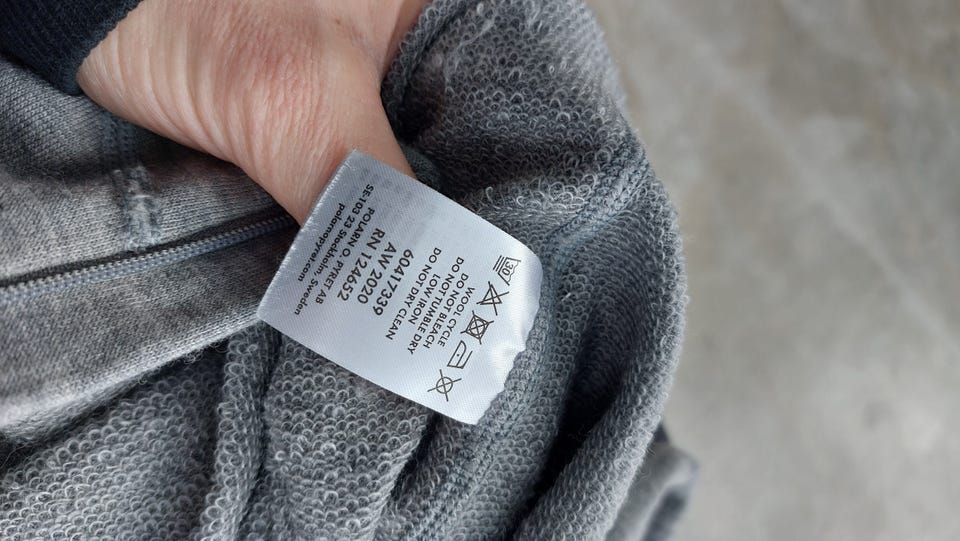 30
WOOL CYCLE
DO NOT BLEACH
DO NOT TUMBLE DRY
LOW IRON
DO NOT DRY CLEAN
60417339
AW 2020
RN 124652
POLARN O. PYRET AB
SE-103 23 Stockholm, Sweden
polarnopyret.com